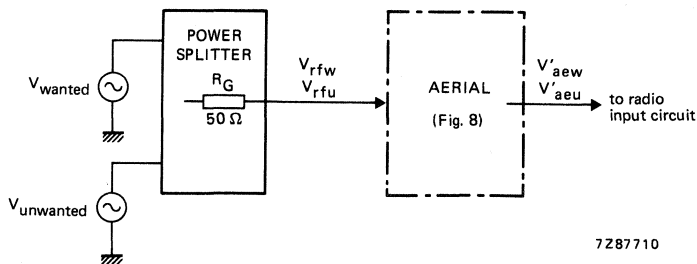 POWER
SPLITTER
R_G
50 Ω
V_wanted
V_unwanted
V_rfw
V_rfu
AERIAL
(Fig. 8)
V'_aew
V'_aeu
to radio
input circuit
7Z87710